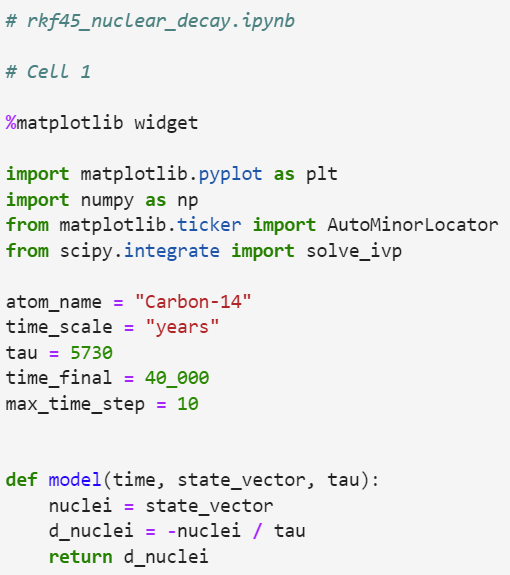 # rkf45_nuclear_decay.ipynb
# Cell 1
%matplotlib widget
import matplotlib.pyplot as plt
import numpy as np
from matplotlib.ticker import AutoMinorLocator
from scipy.integrate import solve_ivp
atom_name = "Carbon-14"
time_scale = "years"
tau = 5730
time_final = 40_000
max_time_step = 10
def model(time, state_vector, tau):
    nuclei = state_vector
    d_nuclei = -nuclei / tau
    return d_nuclei